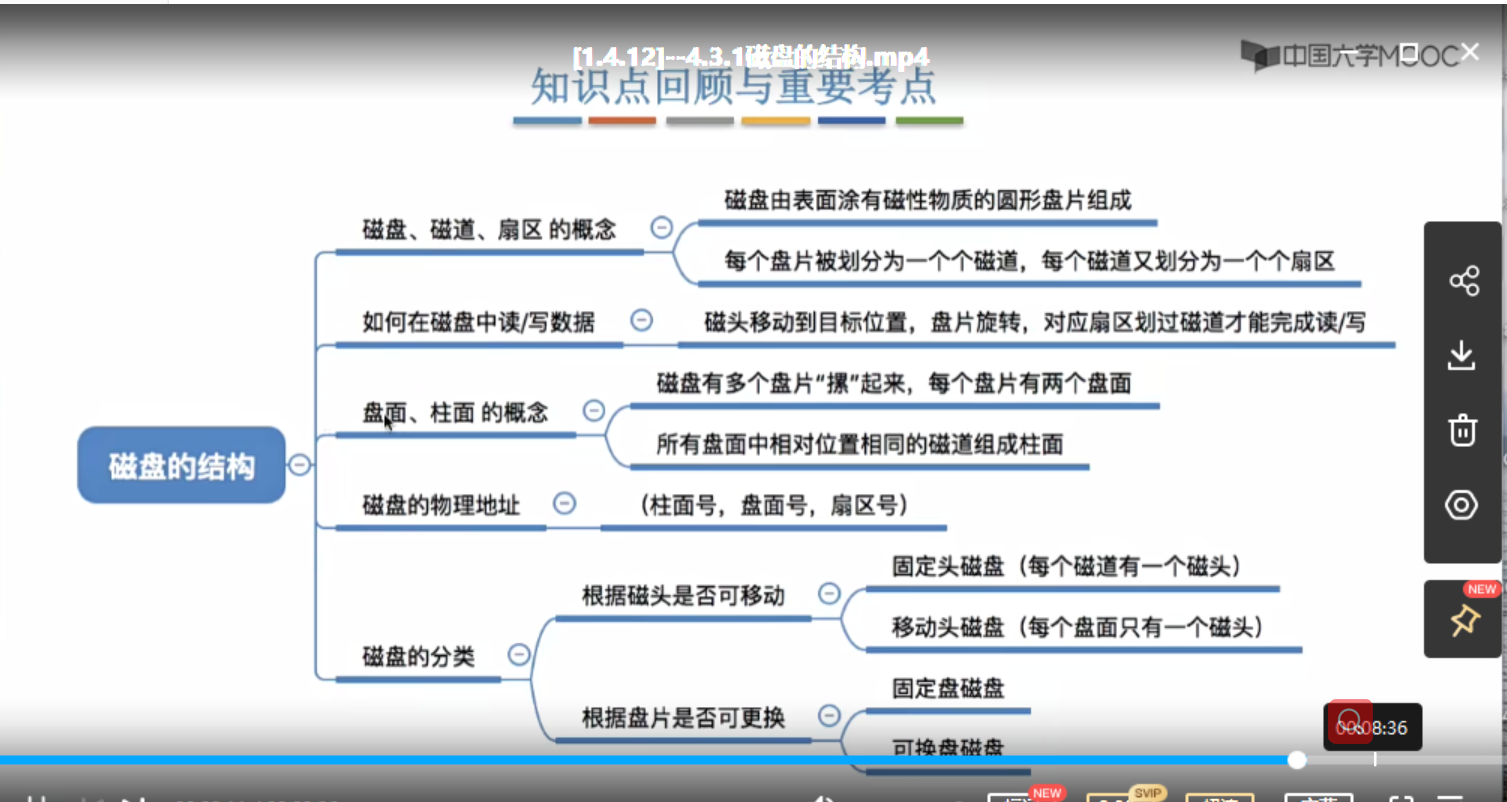 [1.4.12]--4.3.1磁盘的结构.mp4
中国大学MOOC
知识点回顾与重要考点
磁盘由表面涂有磁性物质的圆形盘片组成
磁盘、磁道、扇区 的概念
每个盘片被划分为一个个磁道，每个磁道又划分为一个个扇区
如何在磁盘中读/写数据
磁头移动到目标位置，盘片旋转，对应扇区划过磁道才能完成读/写
磁盘有多个盘片“摞”起来，每个盘片有两个盘面
盘面、柱面 的概念
所有盘面中相对位置相同的磁道组成柱面
磁盘的结构
磁盘的物理地址
（柱面号，盘面号，扇区号）
固定头磁盘（每个磁道有一个磁头）
根据磁头是否可移动
移动头磁盘（每个盘面只有一个磁头）
磁盘的分类
固定盘磁盘
根据盘片是否可更换
可换盘磁盘
NEW
00:08:36
NEW
SVIP